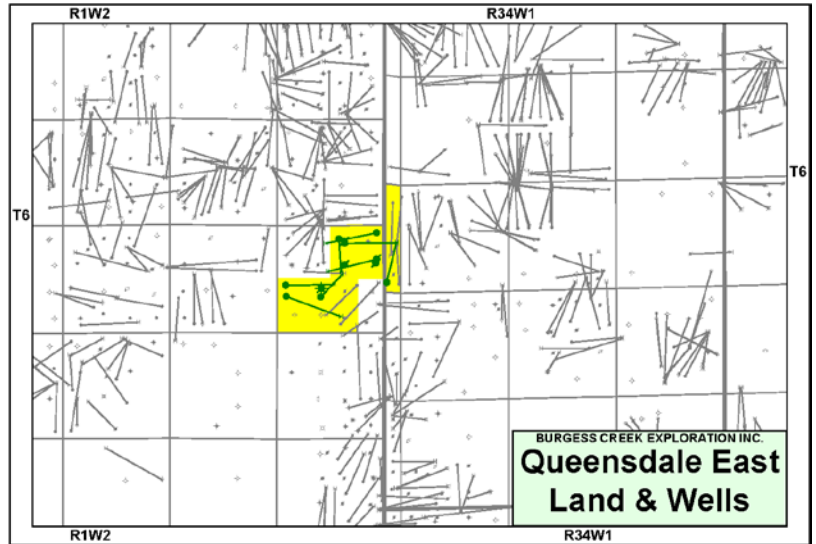 R1W2 R34W1
T6 T6
BURGESS CREEK EXPLORATION INC.
Queensdale East
Land & Wells
R1W2 R34W1